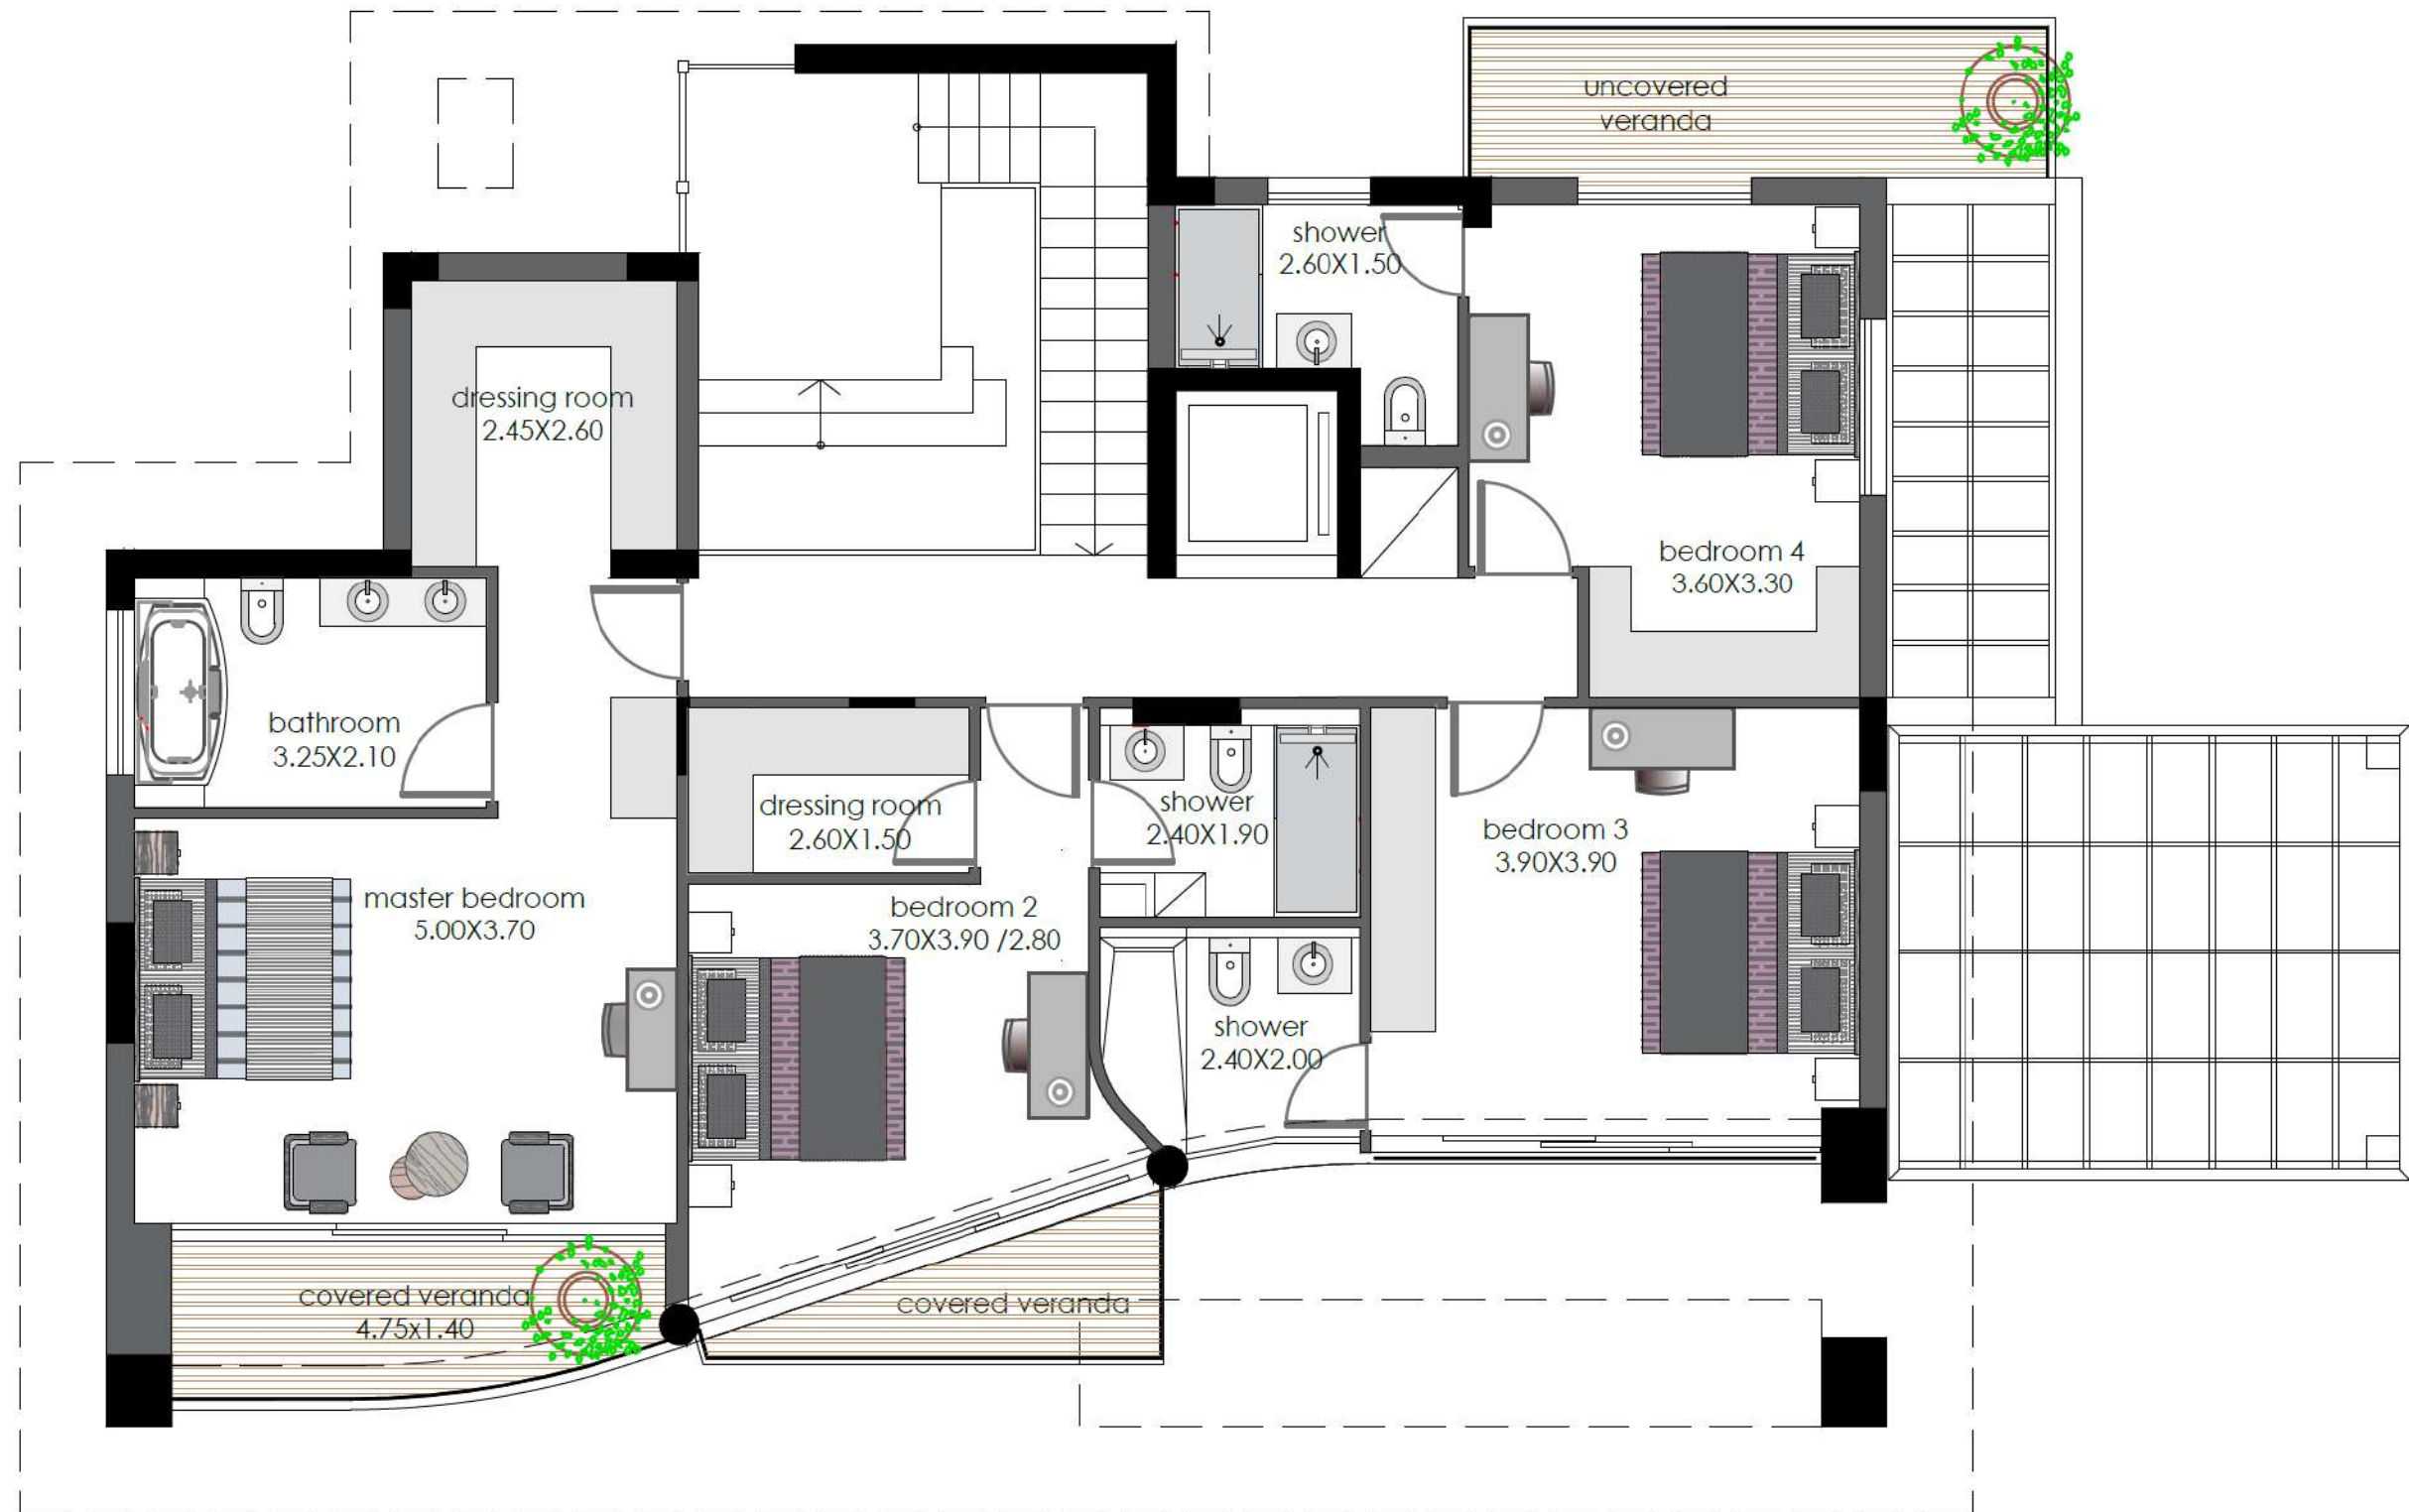 uncovered
veranda
shower
2.60X1.50
dressing room
2.45X2.60
bedroom 4
3.60X3.30
bathroom
3.25X2.10
dressing room
2.60X1.50
shower
2.40X1.90
bedroom 3
3.90X3.90
master bedroom
5.00X3.70
bedroom 2
3.70X3.90 /2.80
shower
2.40X2.00
covered veranda
4.75x1.40
covered veranda